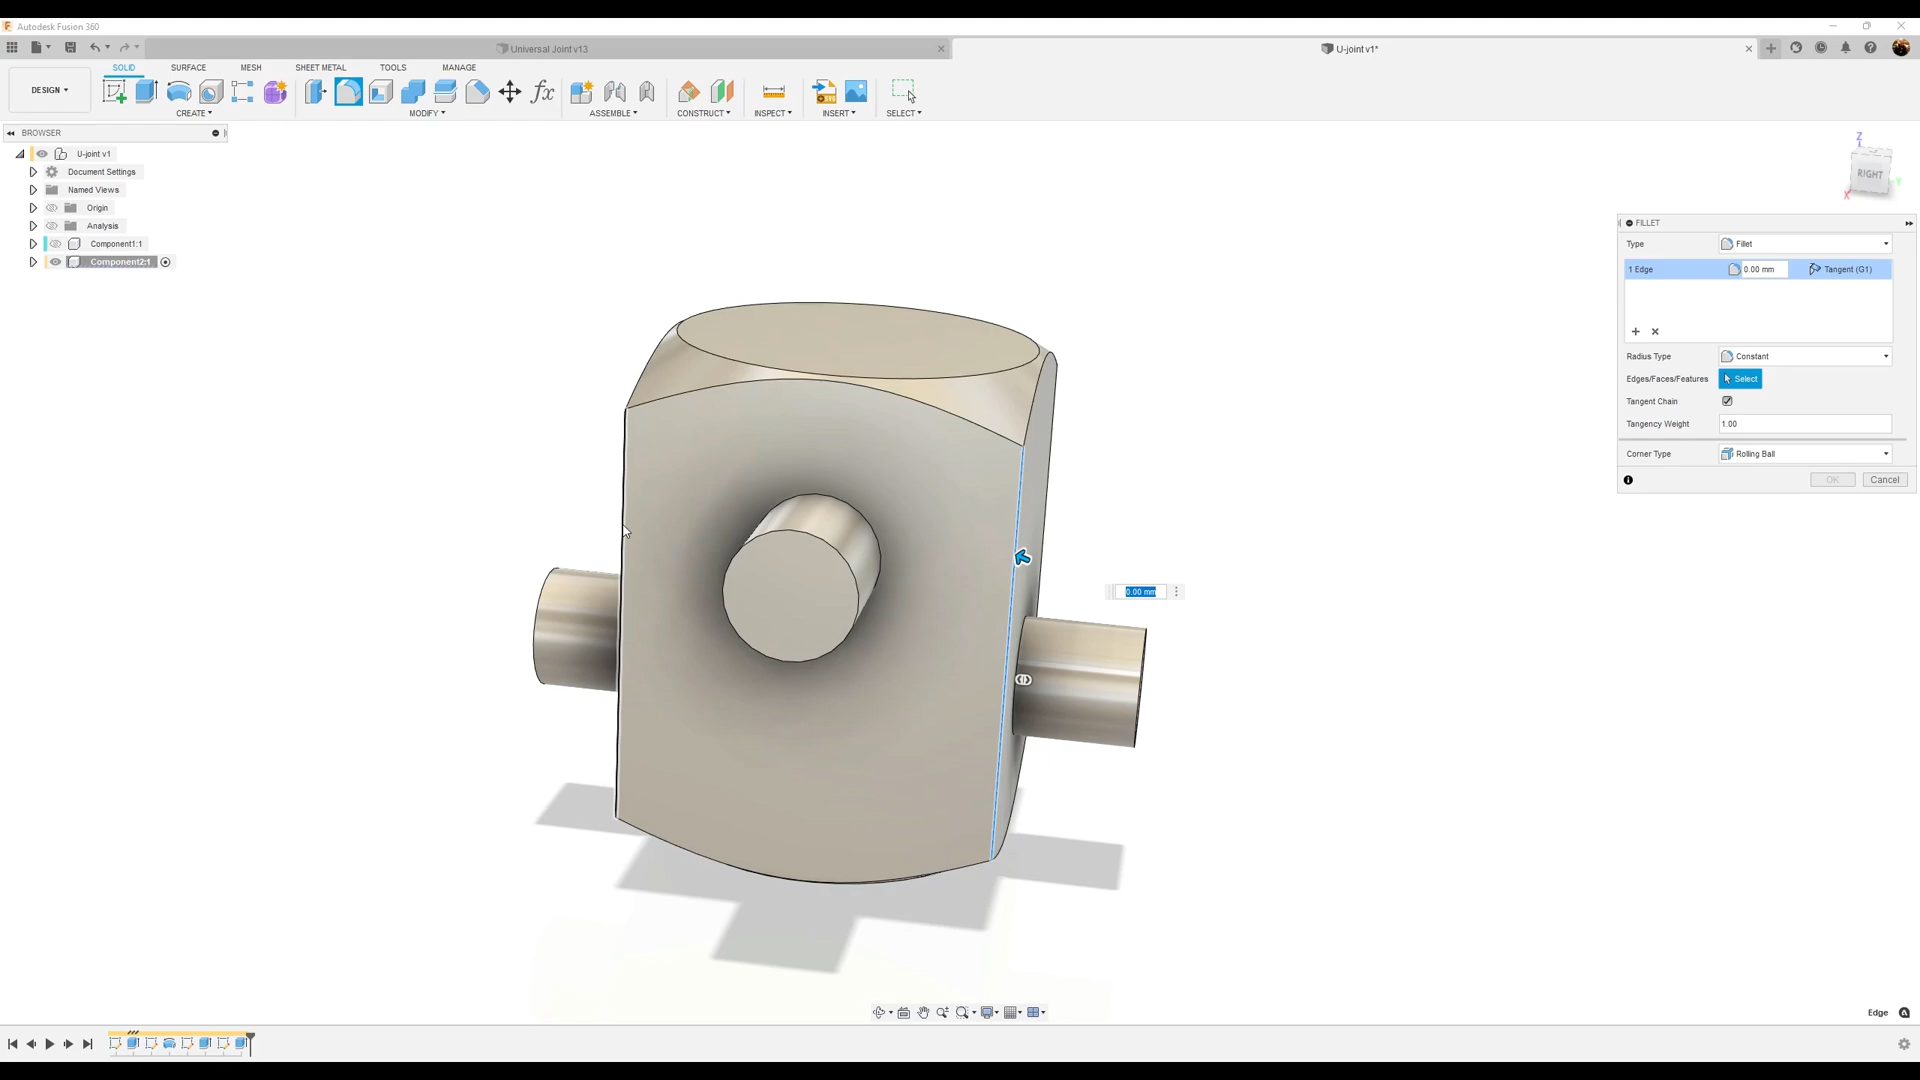 Autodesk Fusion 360
Universal Joint v13
U-joint v1*
DESIGN
SOLID
SURFACE
MESH
SHEET METAL
TOOLS
MANAGE
CREATE
MODIFY
ASSEMBLE
CONSTRUCT
INSPECT
INSERT
SELECT
BROWSER
U-joint v1
Document Settings
Named Views
Origin
Analysis
Component1:1
Component2:1
Z
RIGHT
X
Y
FILLET
Type Fillet
1 Edge 0.00 mm Tangent (G1)
Radius Type Constant
Edges/Faces/Features Select
Tangent Chain
Tangency Weight 1.00
Corner Type Rolling Ball
OK Cancel
0.00 mm
Edge